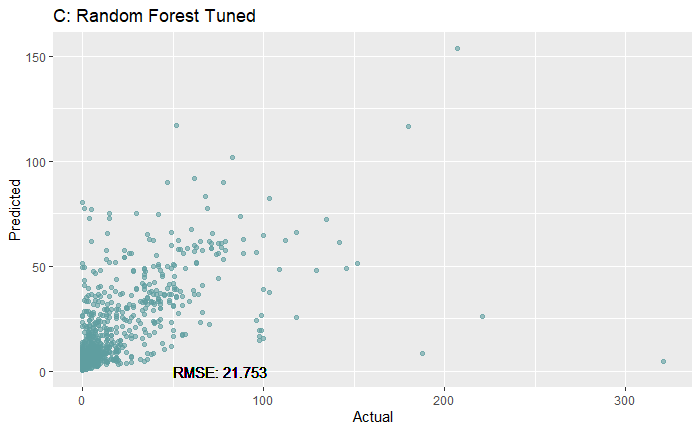 C: Random Forest Tuned
150
100
50
0
Predicted
RMSE: 21.753
0 100 200 300
Actual